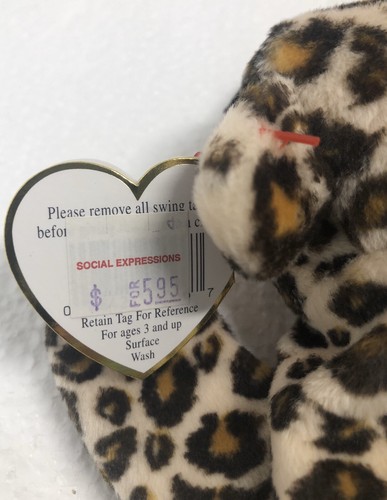 Please remove all swing
befor
SOCIAL EXPRESSIONS
0 $ FOR 595 7
Retain Tag For Reference
For ages 3 and up
Surface
Wash